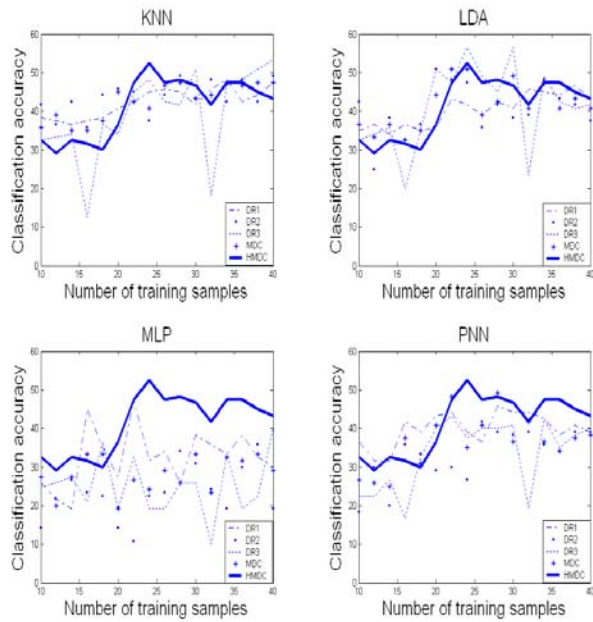 KNN
Classification accuracy
60
50
40
30
20
10
0
10 15 20 25 30 35 40
Number of training samples
DR1
DR2
DR3
MDC
HMDC
LDA
Classification accuracy
60
50
40
30
20
10
0
10 15 20 25 30 35 40
Number of training samples
DR1
DR2
DR3
MDC
HMDC
MLP
Classification accuracy
60
50
40
30
20
10
0
10 15 20 25 30 35 40
Number of training samples
DR1
DR2
DR3
MDC
HMDC
PNN
Classification accuracy
60
50
40
30
20
10
0
10 15 20 25 30 35 40
Number of training samples
DR1
DR2
DR3
MDC
HMDC